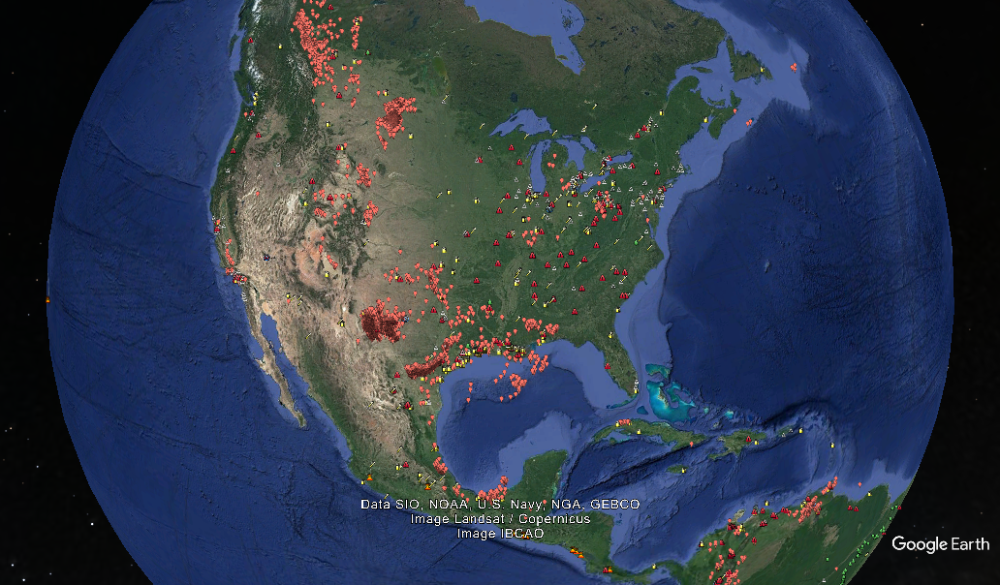 Data SIO, NOAA, U.S. Navy, NGA, GEBCO
Image Landsat / Copernicus
Image IBCAO
Google Earth